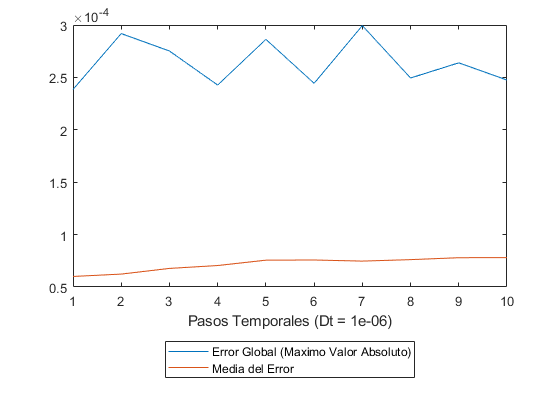 ×10-4
3
2.5
2
1.5
1
0.5
1 2 3 4 5 6 7 8 9 10
Pasos Temporales (Dt = 1e-06)
Error Global (Maximo Valor Absoluto)
Media del Error